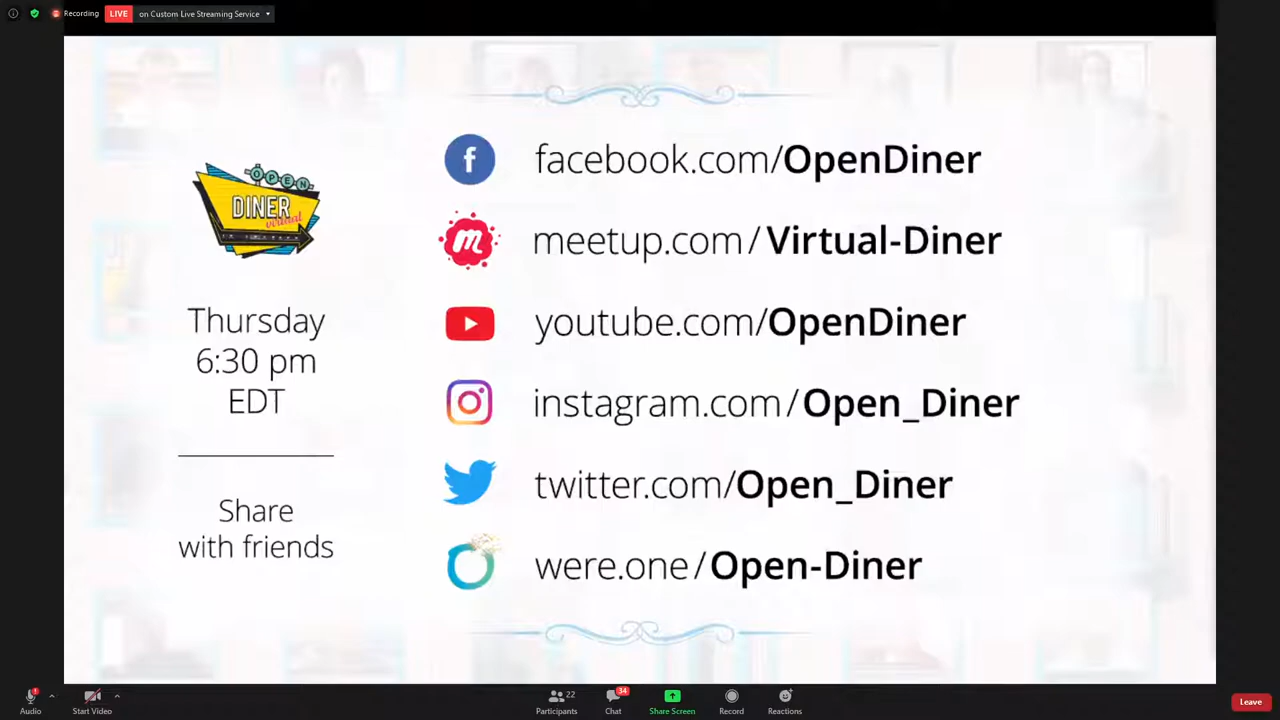 Recording
LIVE
on Custom Live Streaming Service
OPEN
DINER
virtual
Thursday
6:30 pm
EDT
Share
with friends
facebook.com/OpenDiner
meetup.com/Virtual-Diner
youtube.com/OpenDiner
instagram.com/Open_Diner
twitter.com/Open_Diner
were.one/Open-Diner
Audio
Start Video
22
Participants
34
Chat
Share Screen
Record
Reactions
Leave